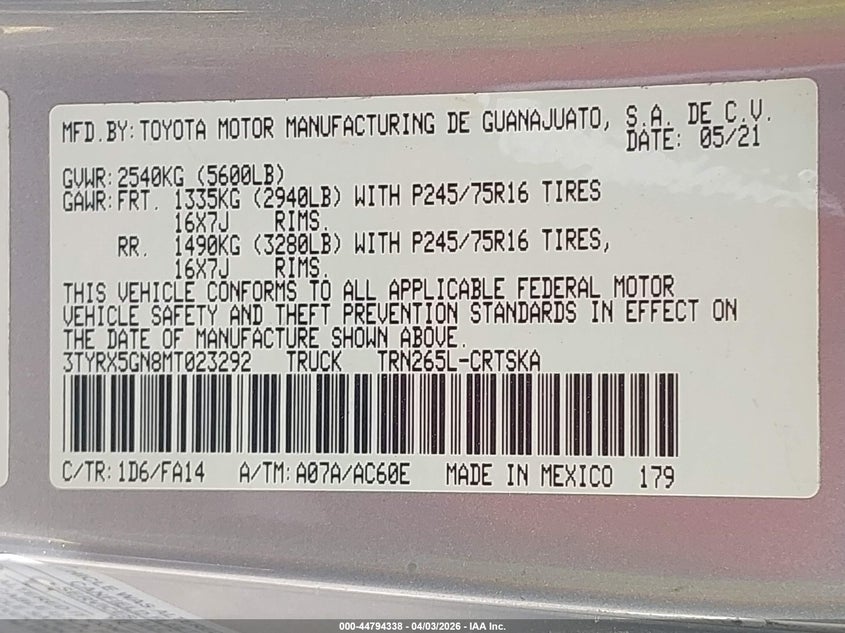 MFD.BY:TOYOTA MOTOR MANUFACTURING DE GUANAJUATO, S.A. DE C.V.
DATE: 05/21
GVWR:2540KG (5600LB)
GAWR:FRT. 1335KG (2940LB) WITH P245/75R16 TIRES
16X7J RIMS.
RR. 1490KG (3280LB) WITH P245/75R16 TIRES,
16X7J RIMS.
THIS VEHICLE CONFORMS TO ALL APPLICABLE FEDERAL MOTOR
VEHICLE SAFETY AND THEFT PREVENTION STANDARDS IN EFFECT ON
THE DATE OF MANUFACTURE SHOWN ABOVE.
3TYRX5GN8MT023292 TRUCK TRN265L-CRTSKA
C/TR:1D6/FA14 A/TM:A07A/AC60E MADE IN MEXICO 179
000-44794338 - 04/03/2026 - IAA Inc.